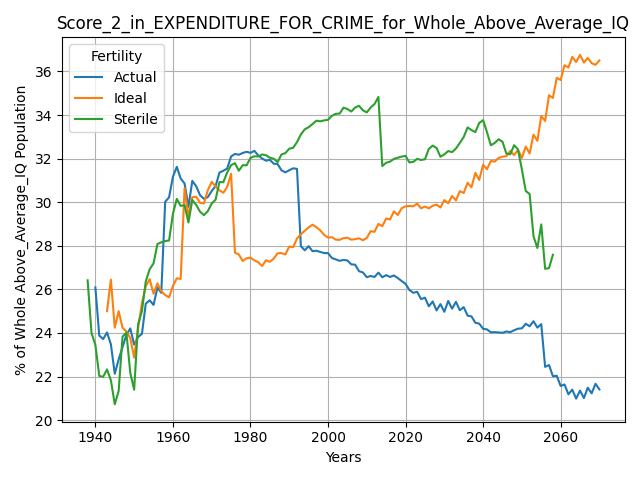 Score_2_in_EXPENDITURE_FOR_CRIME_for_Whole_Above_Average_IQ
Fertility
Actual
Ideal
Sterile
% of Whole Above_Average_IQ Population
36
34
32
30
28
26
24
22
20
1940
1960
1980
2000
2020
2040
2060
Years